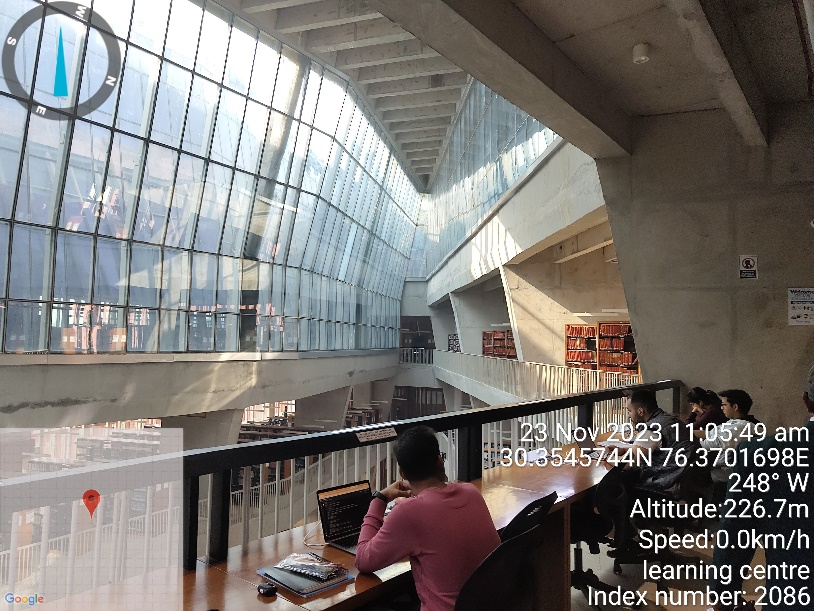 W
S
N
E
Welcome
23 Nov 2023 11:05:49 am
30.3545744N 76.3701698E
248° W
Altitude:226.7m
Speed:0.0km/h
learning centre
Index number: 2086
Google